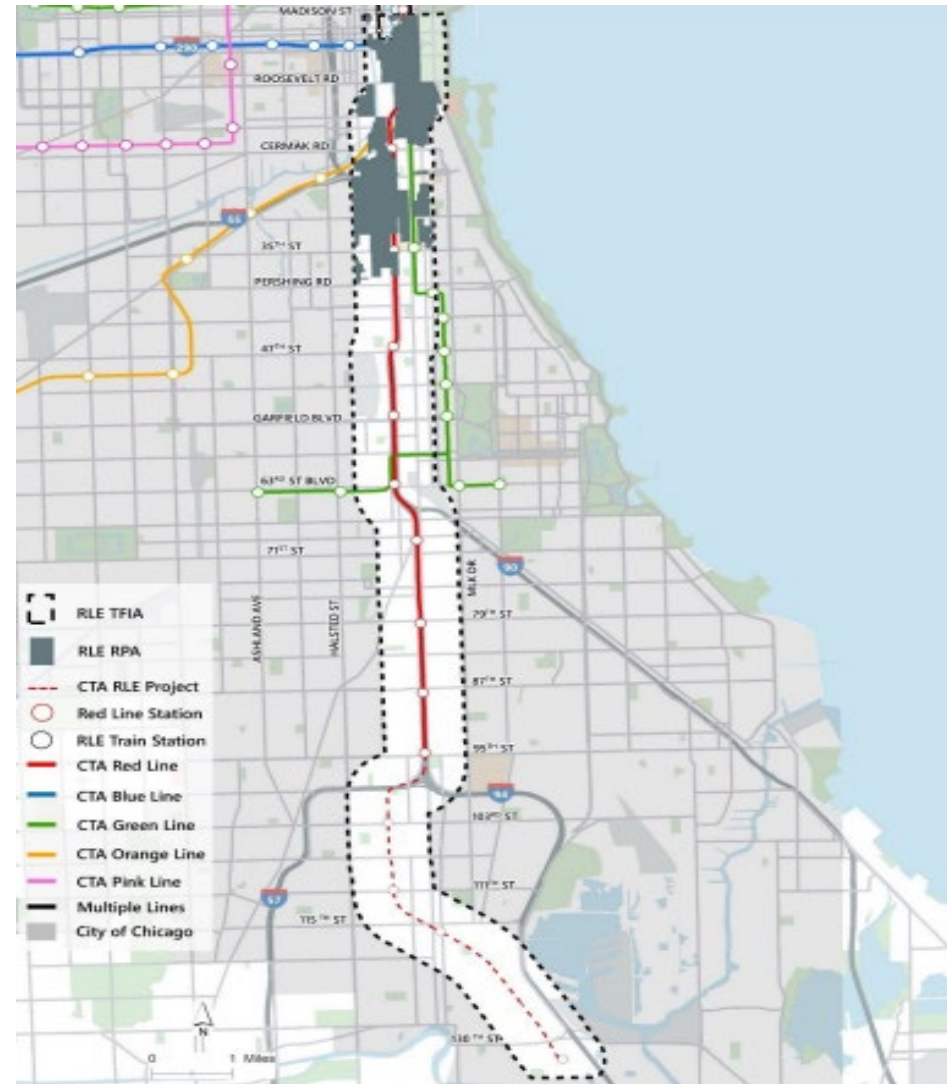 MADISON ST
290
ROOSEVELT RD
CERMAK RD
55
35TH ST
PERSHING RD
47TH ST
GARFIELD BLVD
63RD ST BLVD
71ST ST
90
MLK DR
ASHLAND AVE
HALSTED ST
79TH ST
87TH ST
95TH ST
94
103RD ST
111TH ST
57
115 TH ST
130 TH ST
RLE TFIA
RLE RPA
CTA RLE Project
Red Line Station
RLE Train Station
CTA Red Line
CTA Blue Line
CTA Green Line
CTA Orange Line
CTA Pink Line
Multiple Lines
City of Chicago
N
0 1 Miles